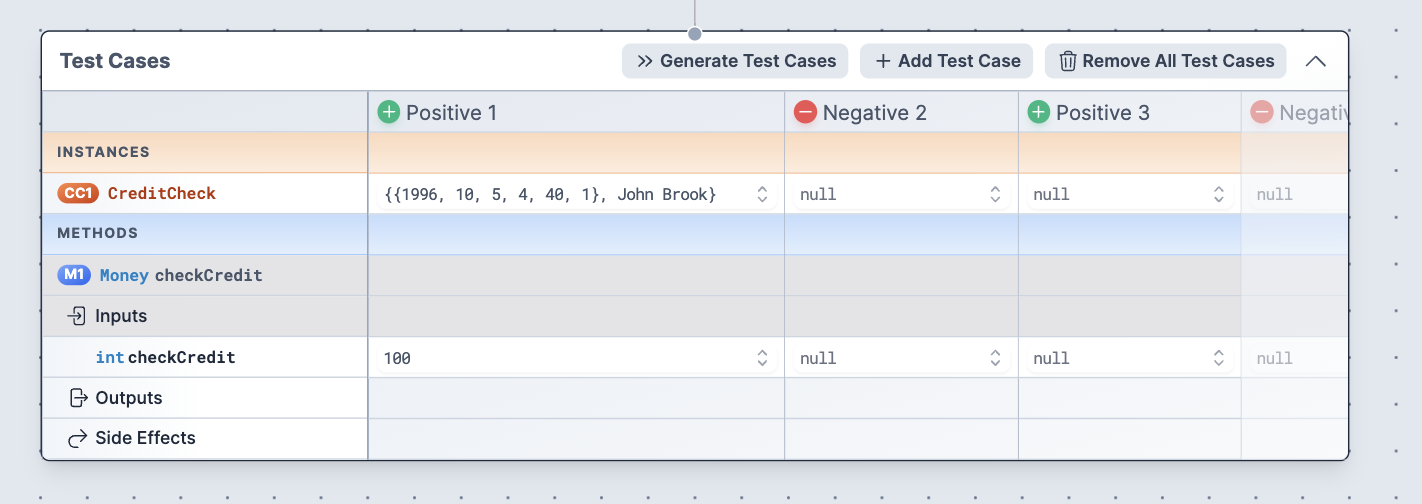 Test Cases Generate Test Cases Add Test Case Remove All Test Cases
Positive 1 Negative 2 Positive 3 Negativ
INSTANCES
CC1 CreditCheck {{1996, 10, 5, 4, 40, 1}, John Brook} null null null
METHODS
M1 Money checkCredit
Inputs
int checkCredit 100 null null null
Outputs
Side Effects